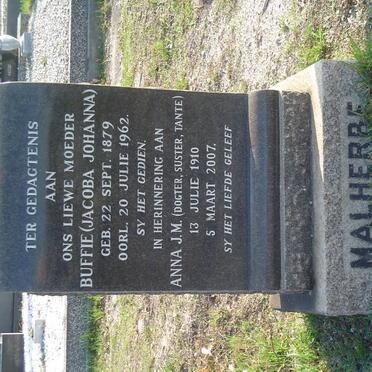 TER GEDAGTENIS
AAN
ONS LIEWE MOEDER
BUFFIE (JACOBA JOHANNA)
GEB. 22 SEPT. 1879
OORL. 20 JULIE 1962.
SY HET GEDIEN.
IN HERINNERING AAN
ANNA J.M. (DOGTER, SUSTER, TANTE)
13 JULIE 1910
5 MAART 2007.
SY HET LIEFDE GELEEF
MALHERBE